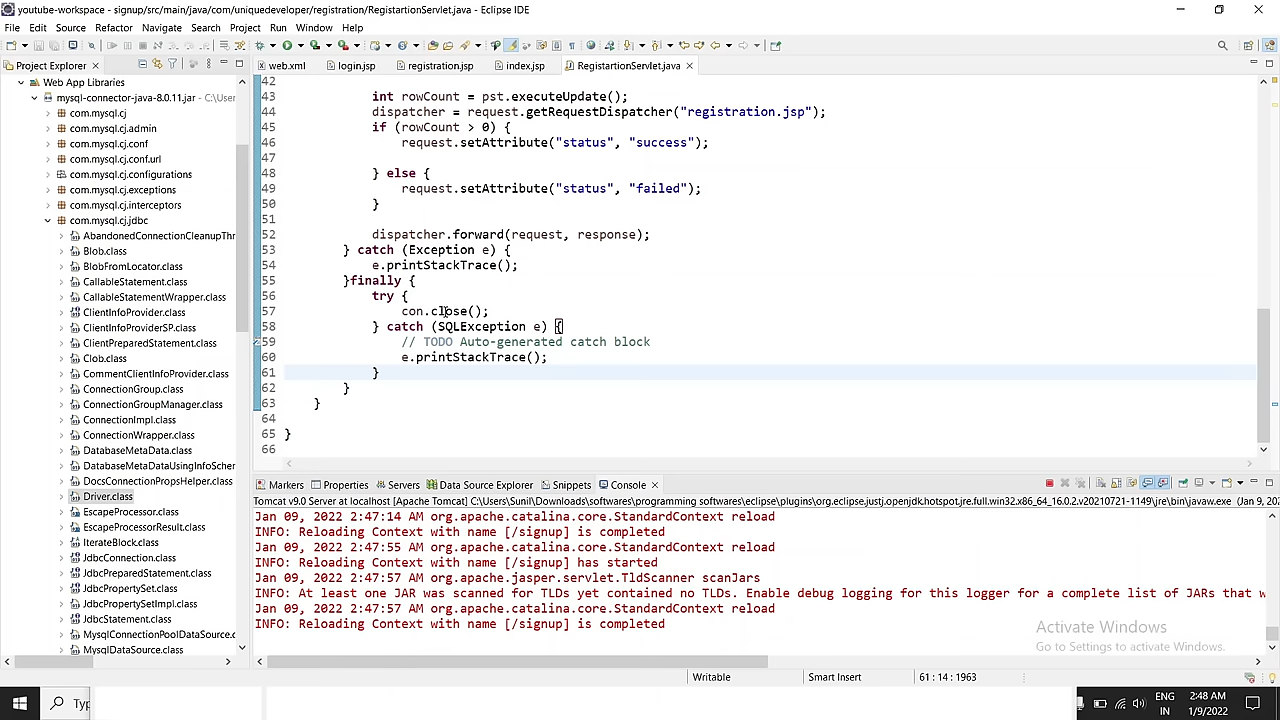 youtube-workspace - signup/src/main/java/com/uniquedeveloper/registration/RegistartionServlet.java - Eclipse IDE
File Edit Source Refactor Navigate Search Project Run Window Help
Project Explorer
web.xml login.jsp registration.jsp index.jsp RegistartionServlet.java
Web App Libraries
mysql-connector-java-8.0.11.jar - C:\User
com.mysql.cj
com.mysql.cj.admin
com.mysql.cj.conf
com.mysql.cj.conf.url
com.mysql.cj.configurations
com.mysql.cj.exceptions
com.mysql.cj.interceptors
com.mysql.cj.jdbc
AbandonedConnectionCleanupThr
Blob.class
BlobFromLocator.class
CallableStatement.class
CallableStatementWrapper.class
ClientInfoProvider.class
ClientInfoProviderSP.class
ClientPreparedStatement.class
Clob.class
CommentClientInfoProvider.class
ConnectionGroup.class
ConnectionGroupManager.class
ConnectionImpl.class
ConnectionWrapper.class
DatabaseMetaData.class
DatabaseMetaDataUsingInfoScher
DocsConnectionPropsHelper.class
Driver.class
EscapeProcessor.class
EscapeProcessorResult.class
IterateBlock.class
JdbcConnection.class
JdbcPreparedStatement.class
JdbcPropertySet.class
JdbcPropertySetImpl.class
JdbcStatement.class
MysqlConnectionPoolDataSource.c
MysqlDataSource.class
42
43 int rowCount = pst.executeUpdate();
44 dispatcher = request.getRequestDispatcher("registration.jsp");
45 if (rowCount > 0) {
46 request.setAttribute("status", "success");
47
48 } else {
49 request.setAttribute("status", "failed");
50 }
51
52 dispatcher.forward(request, response);
53 } catch (Exception e) {
54 e.printStackTrace();
55 }finally {
56 try {
57 con.close();
58 } catch (SQLException e) {
59 // TODO Auto-generated catch block
60 e.printStackTrace();
61 }
62 }
63 }
64
65 }
66
Markers Properties Servers Data Source Explorer Snippets Console
Tomcat v9.0 Server at localhost [Apache Tomcat] C:\Users\Sunil\Downloads\softwares\programming softwares\eclipse\plugins\org.eclipse.justj.openjdk.hotspot.jre.full.win32.x86_64_16.0.2.v20210721-1149\jre\bin\javaw.exe (Jan 9, 202
Jan 09, 2022 2:47:14 AM org.apache.catalina.core.StandardContext reload
INFO: Reloading Context with name [/signup] is completed
Jan 09, 2022 2:47:55 AM org.apache.catalina.core.StandardContext reload
INFO: Reloading Context with name [/signup] has started
Jan 09, 2022 2:47:57 AM org.apache.jasper.servlet.TldScanner scanJars
INFO: At least one JAR was scanned for TLDs yet contained no TLDs. Enable debug logging for this logger for a complete list of JARs that w
Jan 09, 2022 2:47:57 AM org.apache.catalina.core.StandardContext reload
INFO: Reloading Context with name [/signup] is completed
Activate Windows
Go to Settings to activate Windows.
Writable Smart Insert 61 : 14 : 1963
Typ
ENG
IN
2:48 AM
1/9/2022